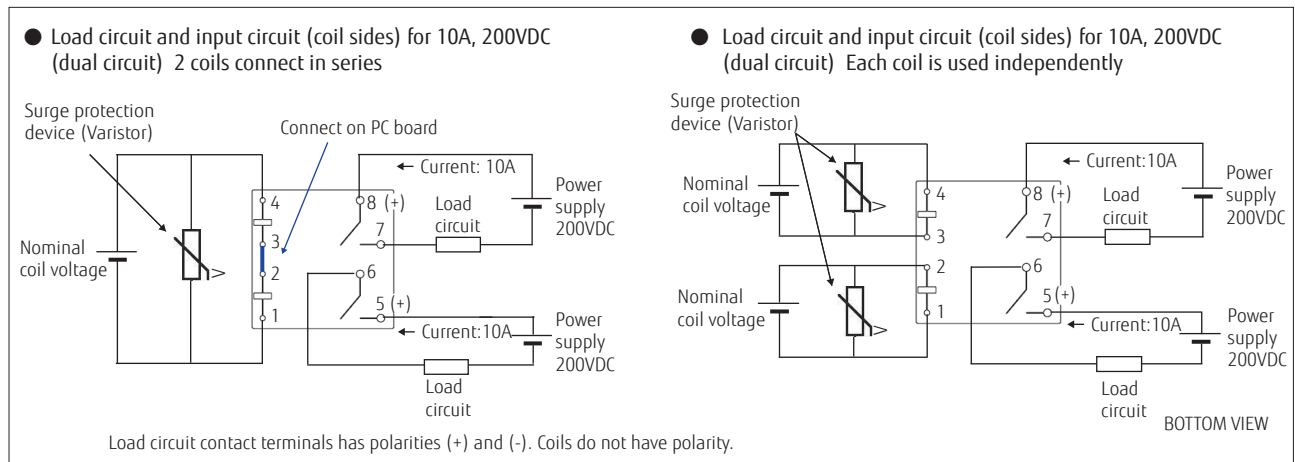 ● Load circuit and input circuit (coil sides) for 10A, 200VDC
(dual circuit) 2 coils connect in series
Surge protection
device (Varistor)
Connect on PC board
← Current: 10A
4
8 (+)
Load
circuit
Power
supply
200VDC
3
7
Nominal
coil voltage
V
2
6
1
5 (+)
← Current:10A
Power
supply
200VDC
Load
circuit
● Load circuit and input circuit (coil sides) for 10A, 200VDC
(dual circuit) Each coil is used independently
Surge protection
device (Varistor)
← Current:10A
Nominal
coil voltage
V
4
8 (+)
Load
circuit
Power
supply
200VDC
3
7
2
6
Nominal
coil voltage
V
1
5 (+)
← Current:10A
Power
supply
200VDC
Load
circuit
BOTTOM VIEW
Load circuit contact terminals has polarities (+) and (-). Coils do not have polarity.